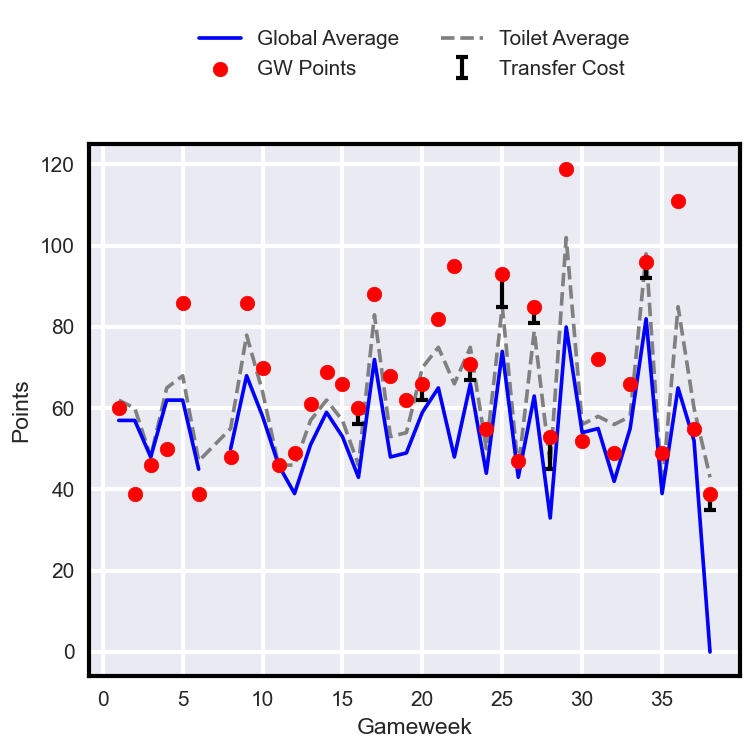 Global Average
Toilet Average
GW Points
Transfer Cost
120
100
80
60
40
20
0
Points
0 5 10 15 20 25 30 35
Gameweek